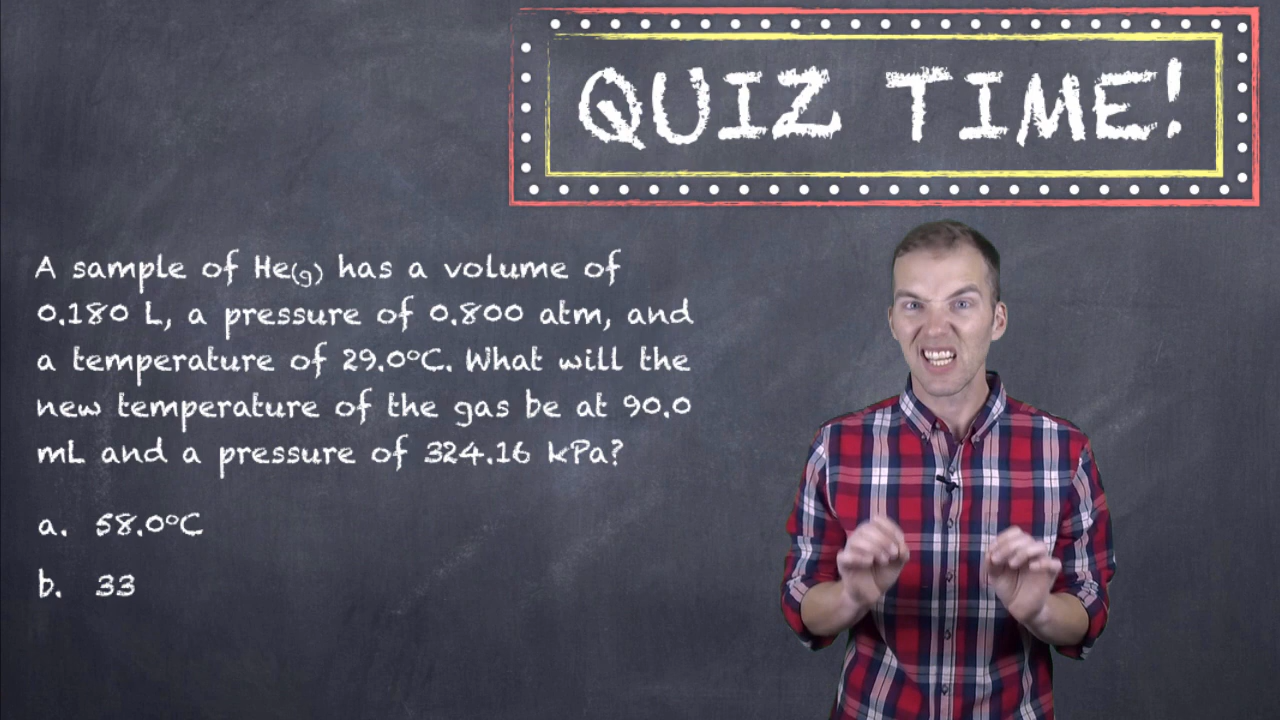 QUIZ TIME!
A sample of He(g) has a volume of
0.180 L, a pressure of 0.800 atm, and
a temperature of 29.0°C. What will the
new temperature of the gas be at 90.0
mL and a pressure of 324.16 kPa?
a. 58.0°C
b. 33